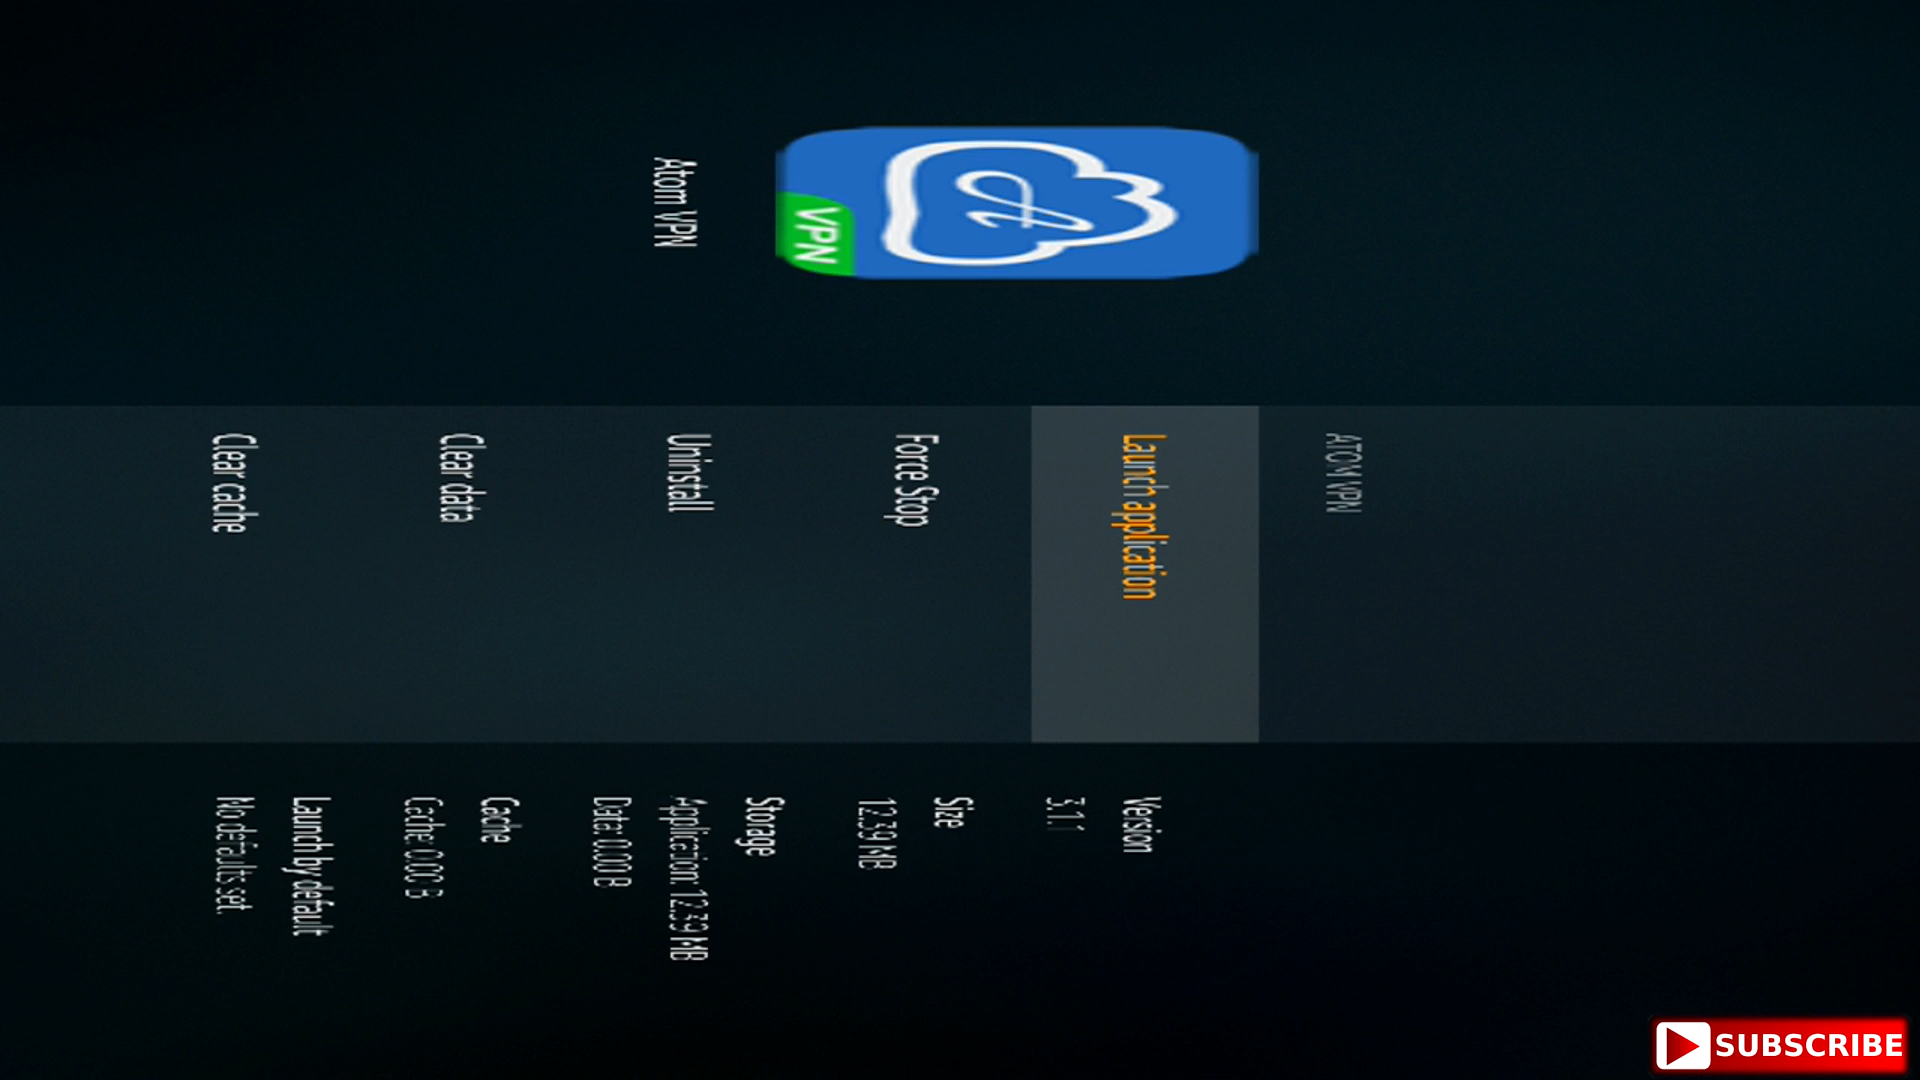 ATOM VPN
Launch application
Force Stop
Uninstall
Clear data
Clear cache
Version
3.1.1
Size
12.39 MB
Storage
Application: 12.39 MB
Data: 0.00 B
Cache
Cache: 0.00 B
Launch by default
No defaults set.
VPN
Atom VPN
SUBSCRIBE